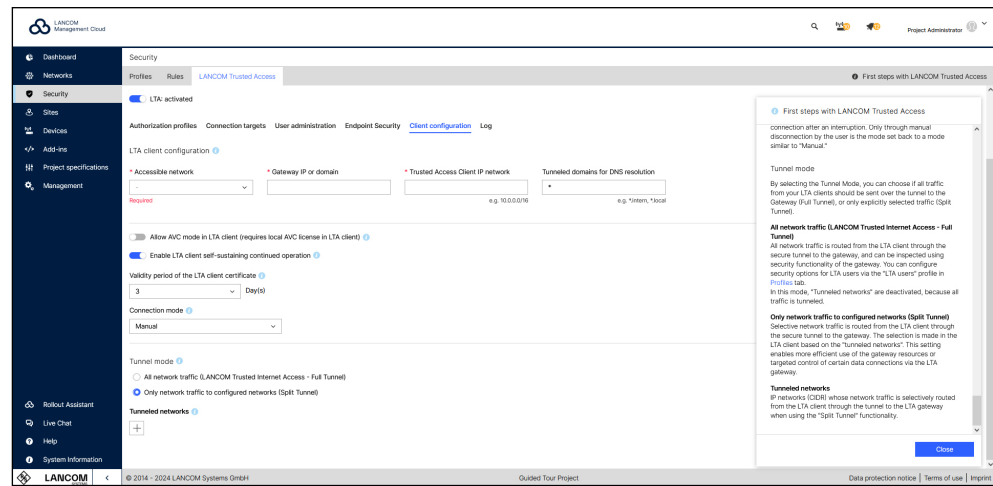 LANCOM
Management Cloud
Project Administrator
Dashboard
Networks
Security
Sites
Devices
Add-ins
Project specifications
Management
Rollout Assistant
Live Chat
Help
System Information
LANCOM
SYSTEMS
Security
Profiles Rules LANCOM Trusted Access
First steps with LANCOM Trusted Access
LTA: activated
Authorization profiles Connection targets User administration Endpoint Security Client configuration Log
LTA client configuration
* Accessible network * Gateway IP or domain * Trusted Access Client IP network Tunneled domains for DNS resolution
- *
Required e.g. 10.0.0.0/16 e.g. *.intern, *.local
Allow AVC mode in LTA client (requires local AVC license in LTA client)
Enable LTA client self-sustaining continued operation
Validity period of the LTA client certificate
3 Day(s)
Connection mode
Manual
Tunnel mode
All network traffic (LANCOM Trusted Internet Access - Full Tunnel)
Only network traffic to configured networks (Split Tunnel)
Tunneled networks
First steps with LANCOM Trusted Access
connection after an interruption. Only through manual
disconnection by the user is the mode set back to a mode
similar to "Manual."
Tunnel mode
By selecting the Tunnel Mode, you can choose if all traffic
from your LTA clients should be sent over the tunnel to the
Gateway (Full Tunnel), or only explicitly selected traffic (Split
Tunnel).
All network traffic (LANCOM Trusted Internet Access - Full
Tunnel)
All network traffic is routed from the LTA client through the
secure tunnel to the gateway, and can be inspected using
security functionality of the gateway. You can configure
security options for LTA users via the "LTA users" profile in
Profiles tab.
In this mode, "Tunneled networks" are deactivated, because all
traffic is tunneled.
Only network traffic to configured networks (Split Tunnel)
Selective network traffic is routed from the LTA client through
the secure tunnel to the gateway. The selection is made in the
LTA client based on the "tunneled networks". This setting
enables more efficient use of the gateway resources or
targeted control of certain data connections via the LTA
gateway.
Tunneled networks
IP networks (CIDR) whose network traffic is selectively routed
from the LTA client through the tunnel to the LTA gateway
when using the "Split Tunnel" functionality.
Close
© 2014 - 2024 LANCOM Systems GmbH Guided Tour Project Data protection notice | Terms of use | Imprint